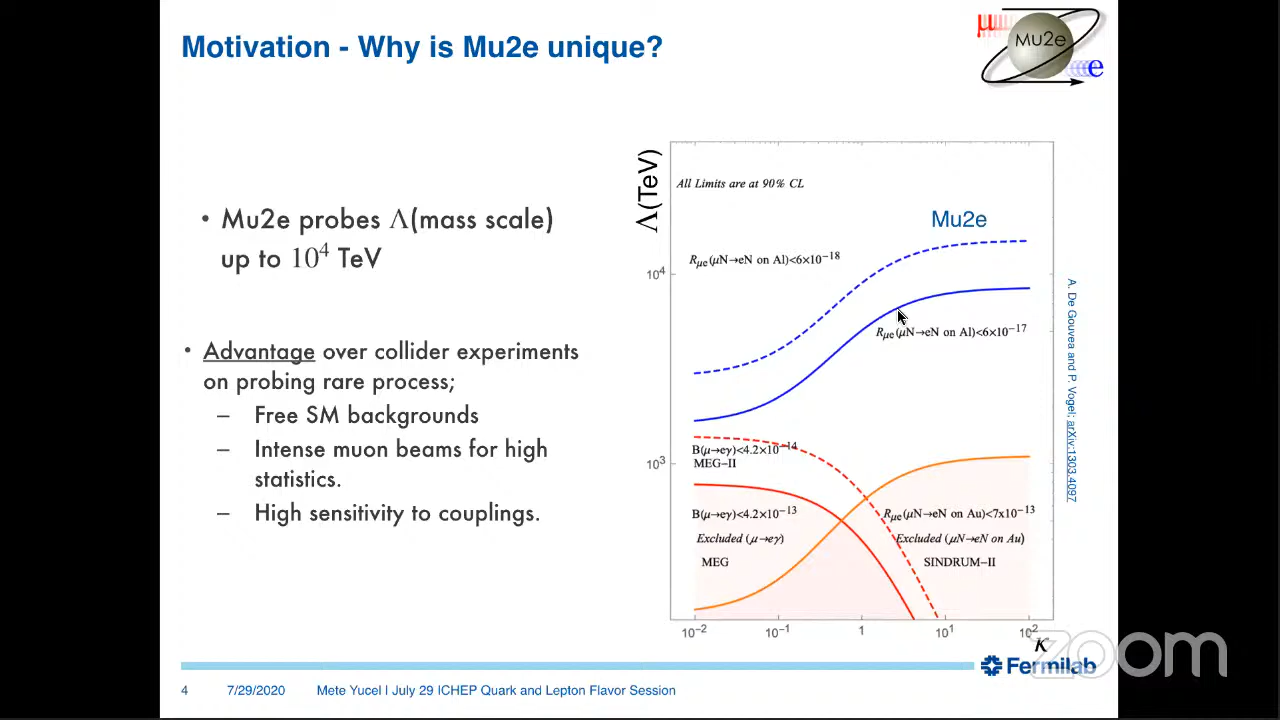 Motivation - Why is Mu2e unique?
μ
Mu2e
e
• Mu2e probes Λ(mass scale)
up to 10⁴ TeV
• Advantage over collider experiments
on probing rare process;
– Free SM backgrounds
– Intense muon beams for high
statistics.
– High sensitivity to couplings.
Λ(TeV)
All Limits are at 90% CL
Mu2e
Rμe(μN→eN on Al)<6×10⁻¹⁸
10⁴
Rμe(μN→eN on Al)<6×10⁻¹⁷
B(μ→eγ)<4.2×10⁻¹⁴
MEG-II
10³
B(μ→eγ)<4.2×10⁻¹³
Rμe(μN→eN on Au)<7x10⁻¹³
Excluded (μ→eγ)
Excluded (μN→eN on Au)
MEG
SINDRUM-II
10⁻² 10⁻¹ 1 10¹ 10²
κ
A. De Gouvea and P. Vogel; arXiv:1303.4097
Fermilab
zoom
4 7/29/2020 Mete Yucel I July 29 ICHEP Quark and Lepton Flavor Session